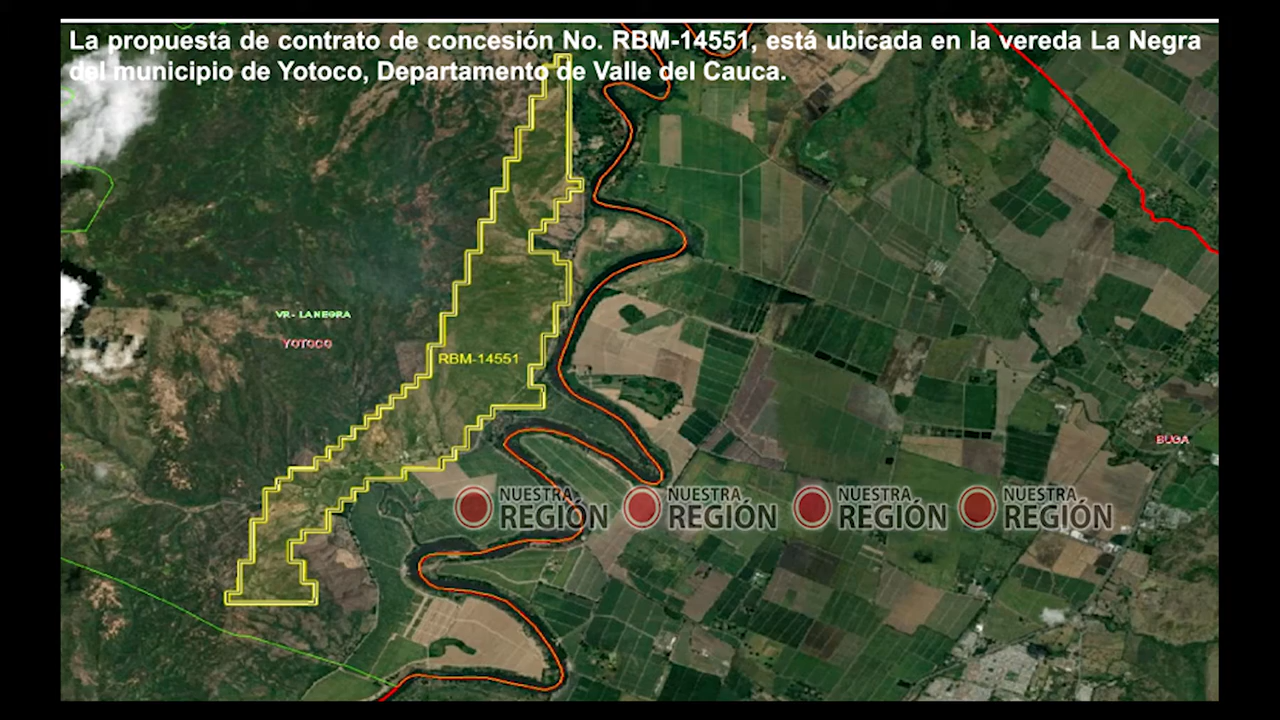 La propuesta de contrato de concesión No. RBM-14551, está ubicada en la vereda La Negra
del municipio de Yotoco, Departamento de Valle del Cauca.
VR- LA NEGRA
YOTOCO
RBM-14551
BUGA
NUESTRA NUESTRA NUESTRA NUESTRA
REGIÓN REGIÓN REGIÓN REGIÓN